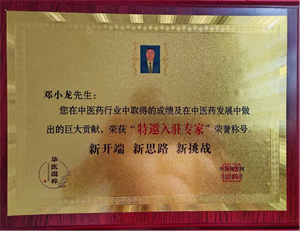 邓小龙先生：
您在中医药行业中取得的成绩及在中医药发展中做
出的巨大贡献，荣获“特邀入驻专家”荣誉称号。
新开端 新思路 新挑战
华医国粹